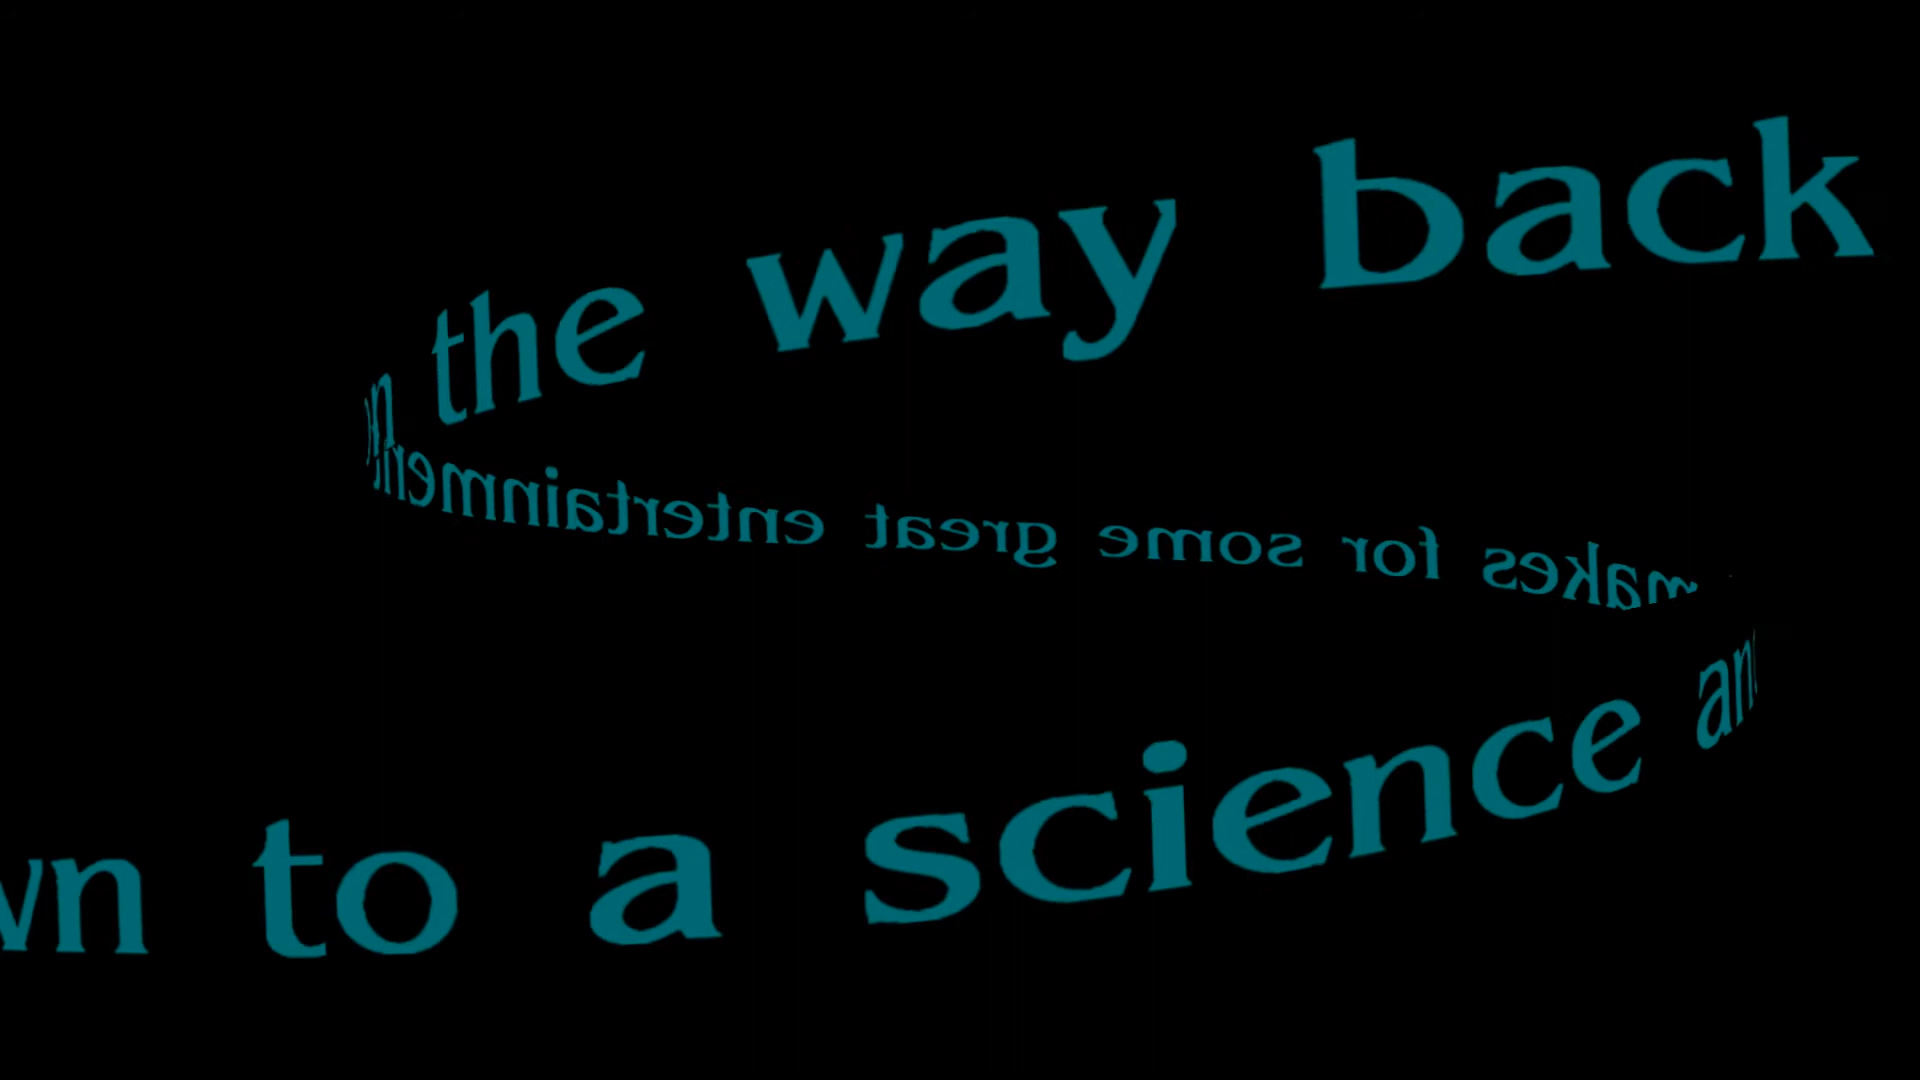 the way back
makes for some great entertainment
to a science